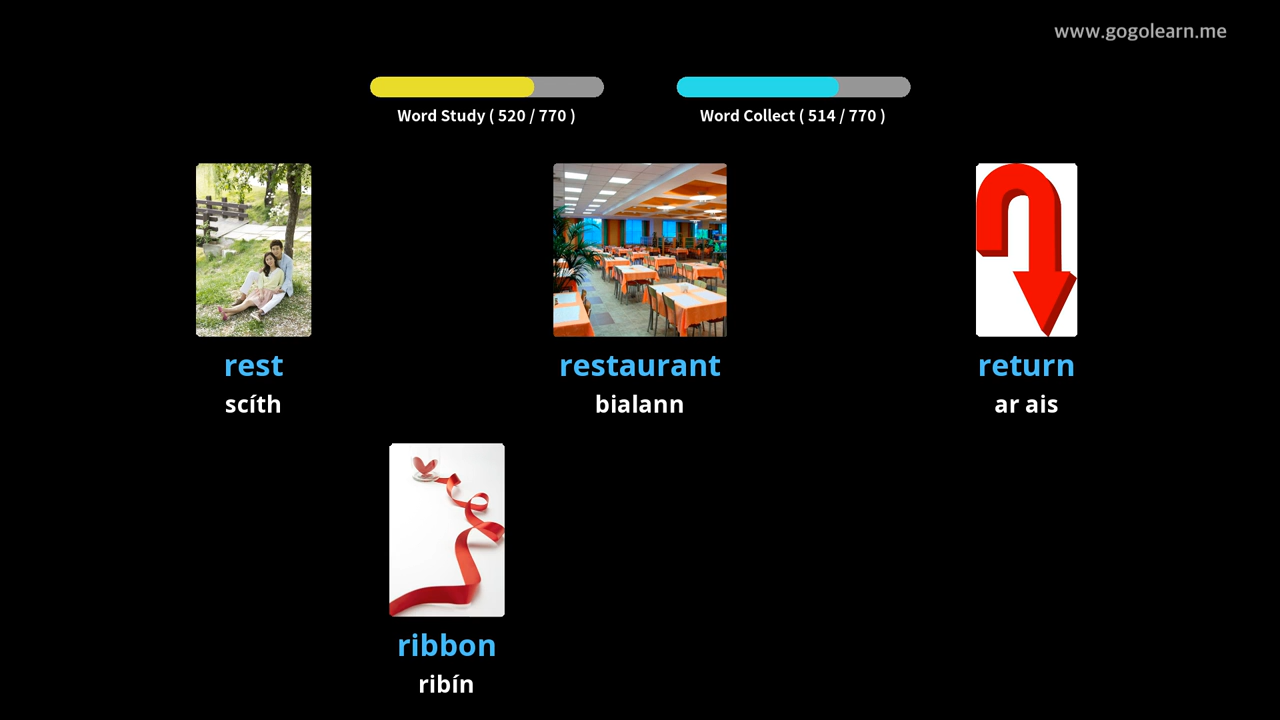 www.gogolearn.me
Word Study ( 520 / 770 )
Word Collect ( 514 / 770 )
rest
scíth
restaurant
bialann
return
ar ais
ribbon
ribín